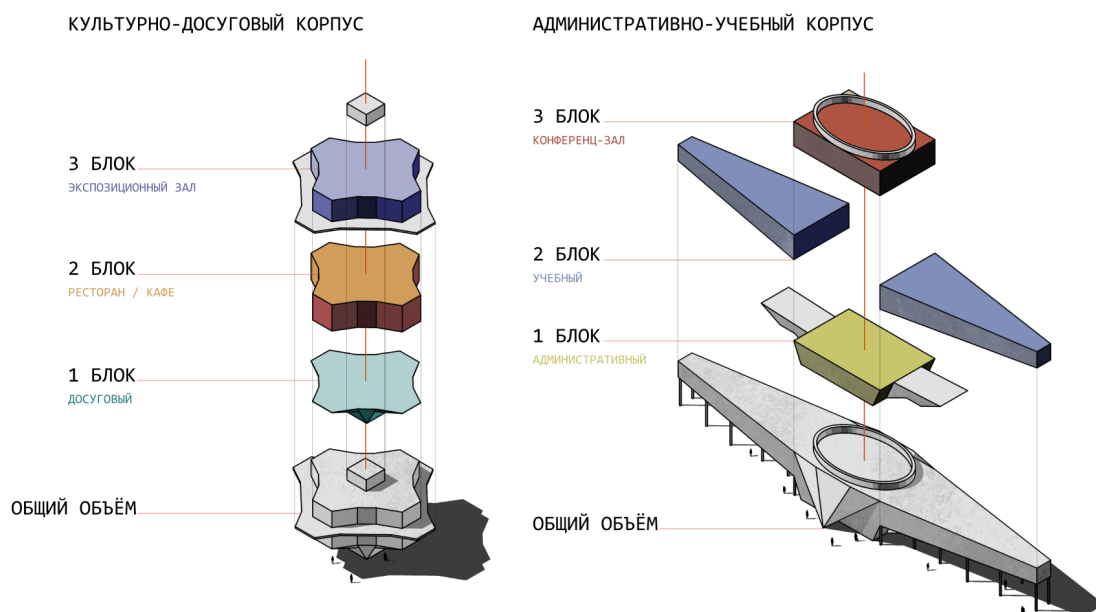 КУЛЬТУРНО-ДОСУГОВЫЙ КОРПУС
3 БЛОК
ЭКСПОЗИЦИОННЫЙ ЗАЛ
2 БЛОК
РЕСТОРАН / КАФЕ
1 БЛОК
ДОСУГОВЫЙ
ОБЩИЙ ОБЪЁМ
АДМИНИСТРАТИВНО-УЧЕБНЫЙ КОРПУС
3 БЛОК
КОНФЕРЕНЦ-ЗАЛ
2 БЛОК
УЧЕБНЫЙ
1 БЛОК
АДМИНИСТРАТИВНЫЙ
ОБЩИЙ ОБЪЁМ